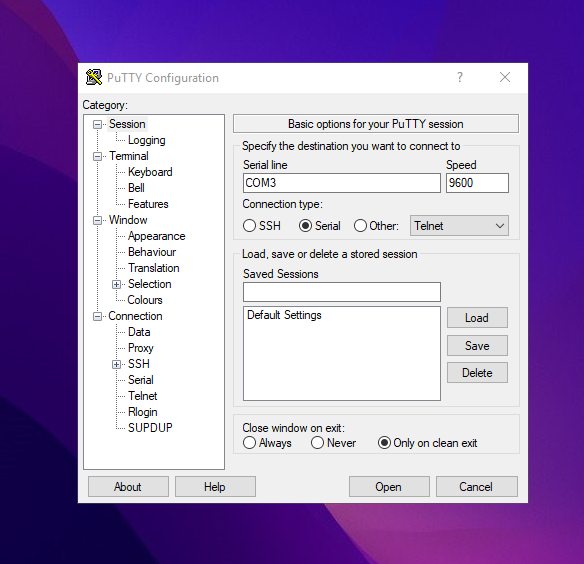 PuTTY Configuration
?
Category:
Session
Logging
Terminal
Keyboard
Bell
Features
Window
Appearance
Behaviour
Translation
Selection
Colours
Connection
Data
Proxy
SSH
Serial
Telnet
Rlogin
SUPDUP
Basic options for your PuTTY session
Specify the destination you want to connect to
Serial line Speed
COM3 9600
Connection type:
SSH Serial Other: Telnet
Load, save or delete a stored session
Saved Sessions
Default Settings
Load
Save
Delete
Close window on exit:
Always Never Only on clean exit
About Help Open Cancel